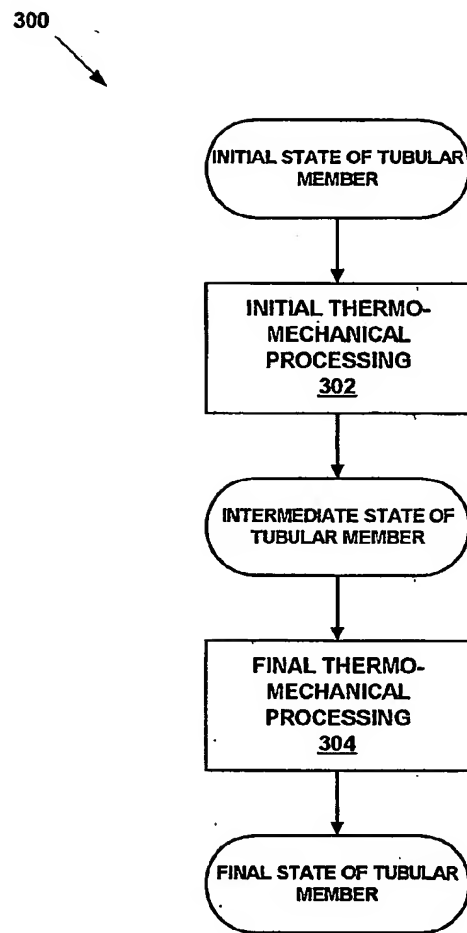 300
INITIAL STATE OF TUBULAR
MEMBER
INITIAL THERMO-
MECHANICAL
PROCESSING
302
INTERMEDIATE STATE OF
TUBULAR MEMBER
FINAL THERMO-
MECHANICAL
PROCESSING
304
FINAL STATE OF TUBULAR
MEMBER